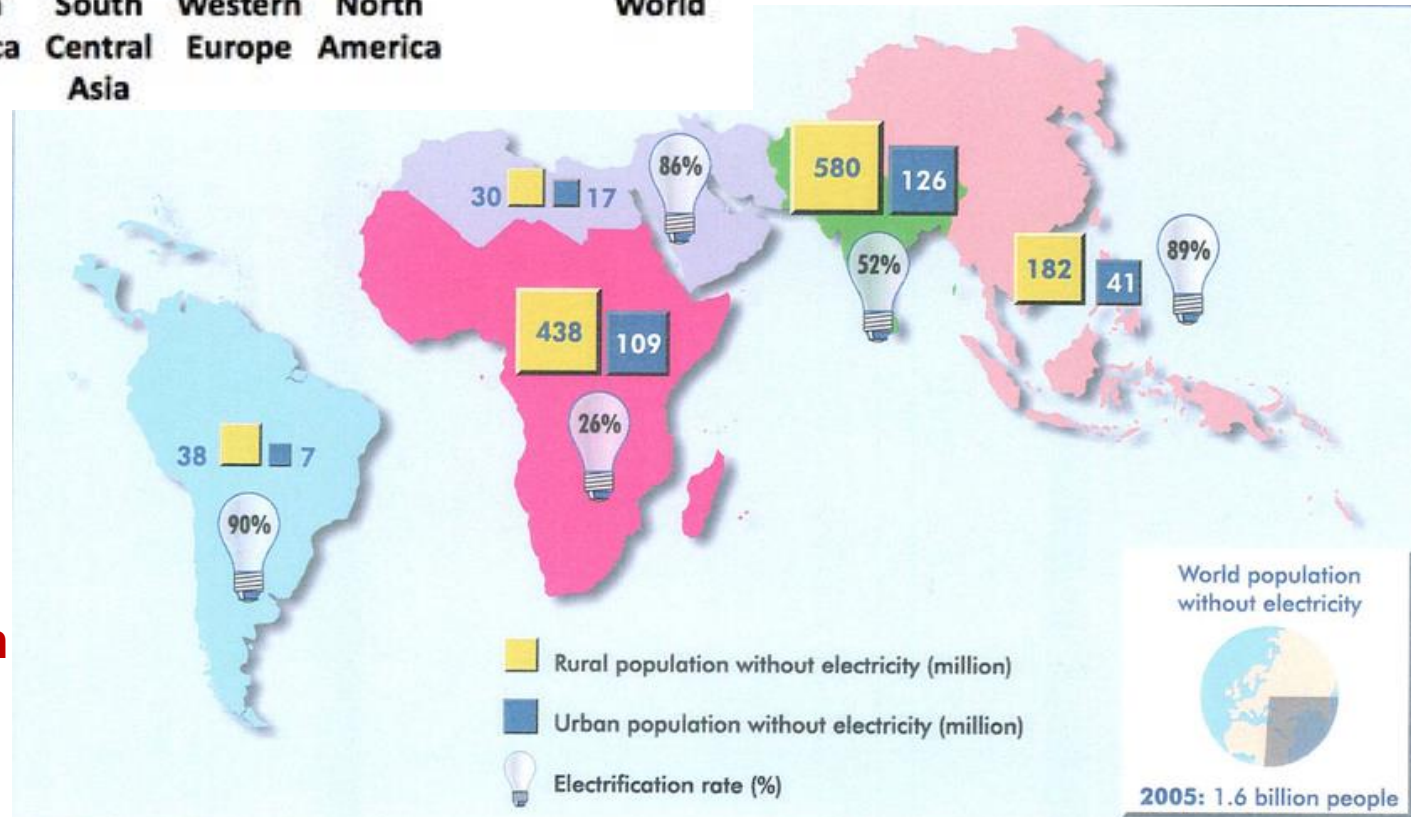 South Western North World
Central Europe America
Asia
30 17
86%
580 126
52%
182 41
89%
438 109
26%
38 7
90%
Rural population without electricity (million)
Urban population without electricity (million)
Electrification rate (%)
World population
without electricity
2005: 1.6 billion people